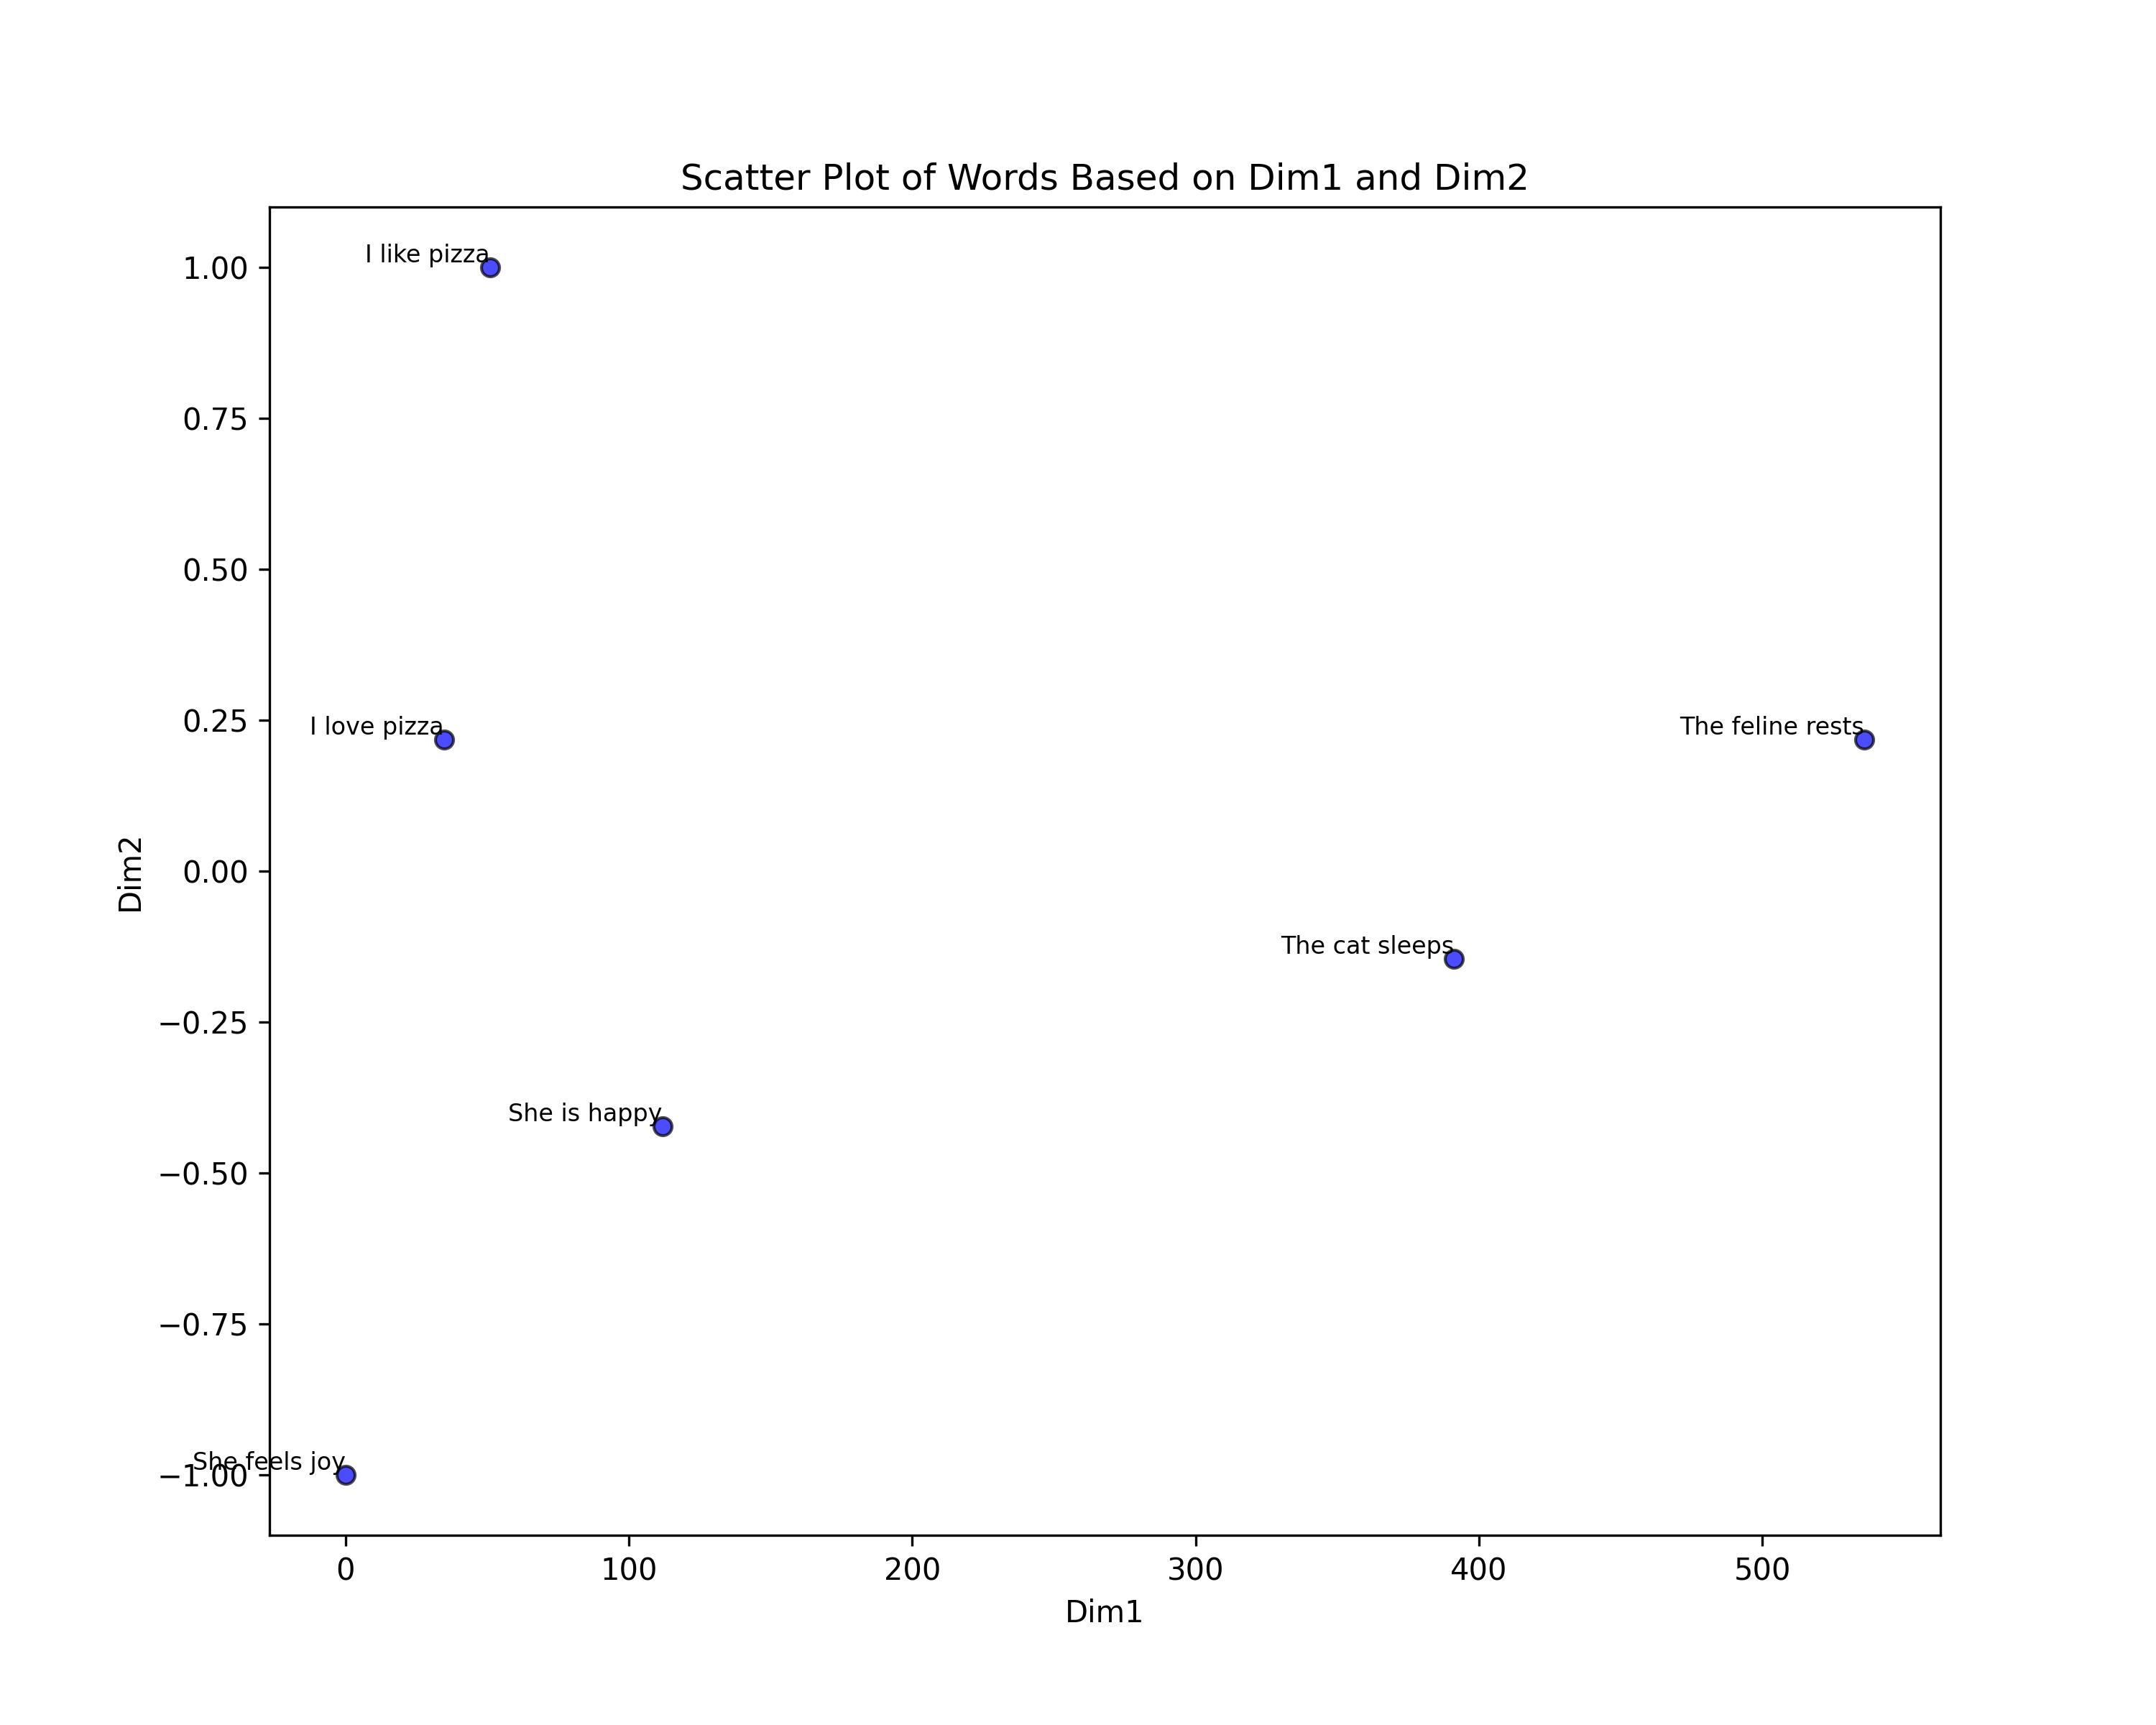 Scatter Plot of Words Based on Dim1 and Dim2
I like pizza
1.00
0.75
0.50
I love pizza
0.25
The feline rests
Dim2
0.00
The cat sleeps
−0.25
She is happy
−0.50
−0.75
She feels joy
−1.00
0 100 200 300 400 500
Dim1